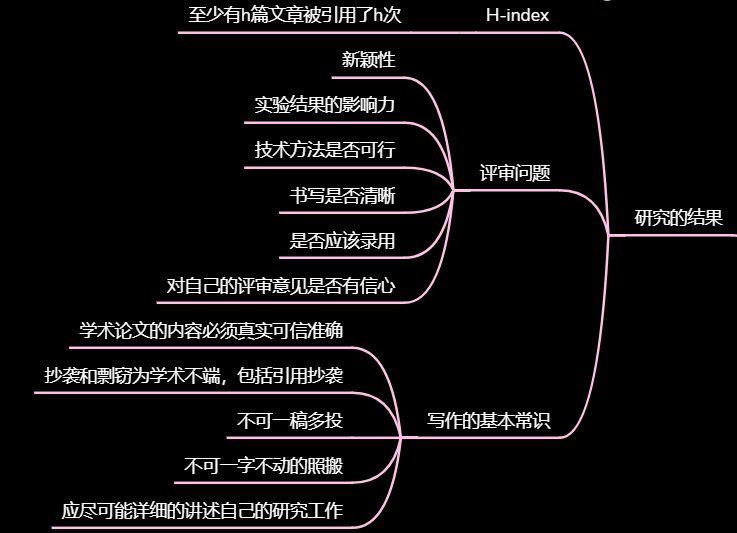 至少有h篇文章被引用了h次
H-index
新颖性
实验结果的影响力
技术方法是否可行
评审问题
书写是否清晰
研究的结果
是否应该录用
对自己的评审意见是否有信心
学术论文的内容必须真实可信准确
抄袭和剽窃为学术不端，包括引用抄袭
不可一稿多投
写作的基本常识
不可一字不动的照搬
应尽可能详细的讲述自己的研究工作